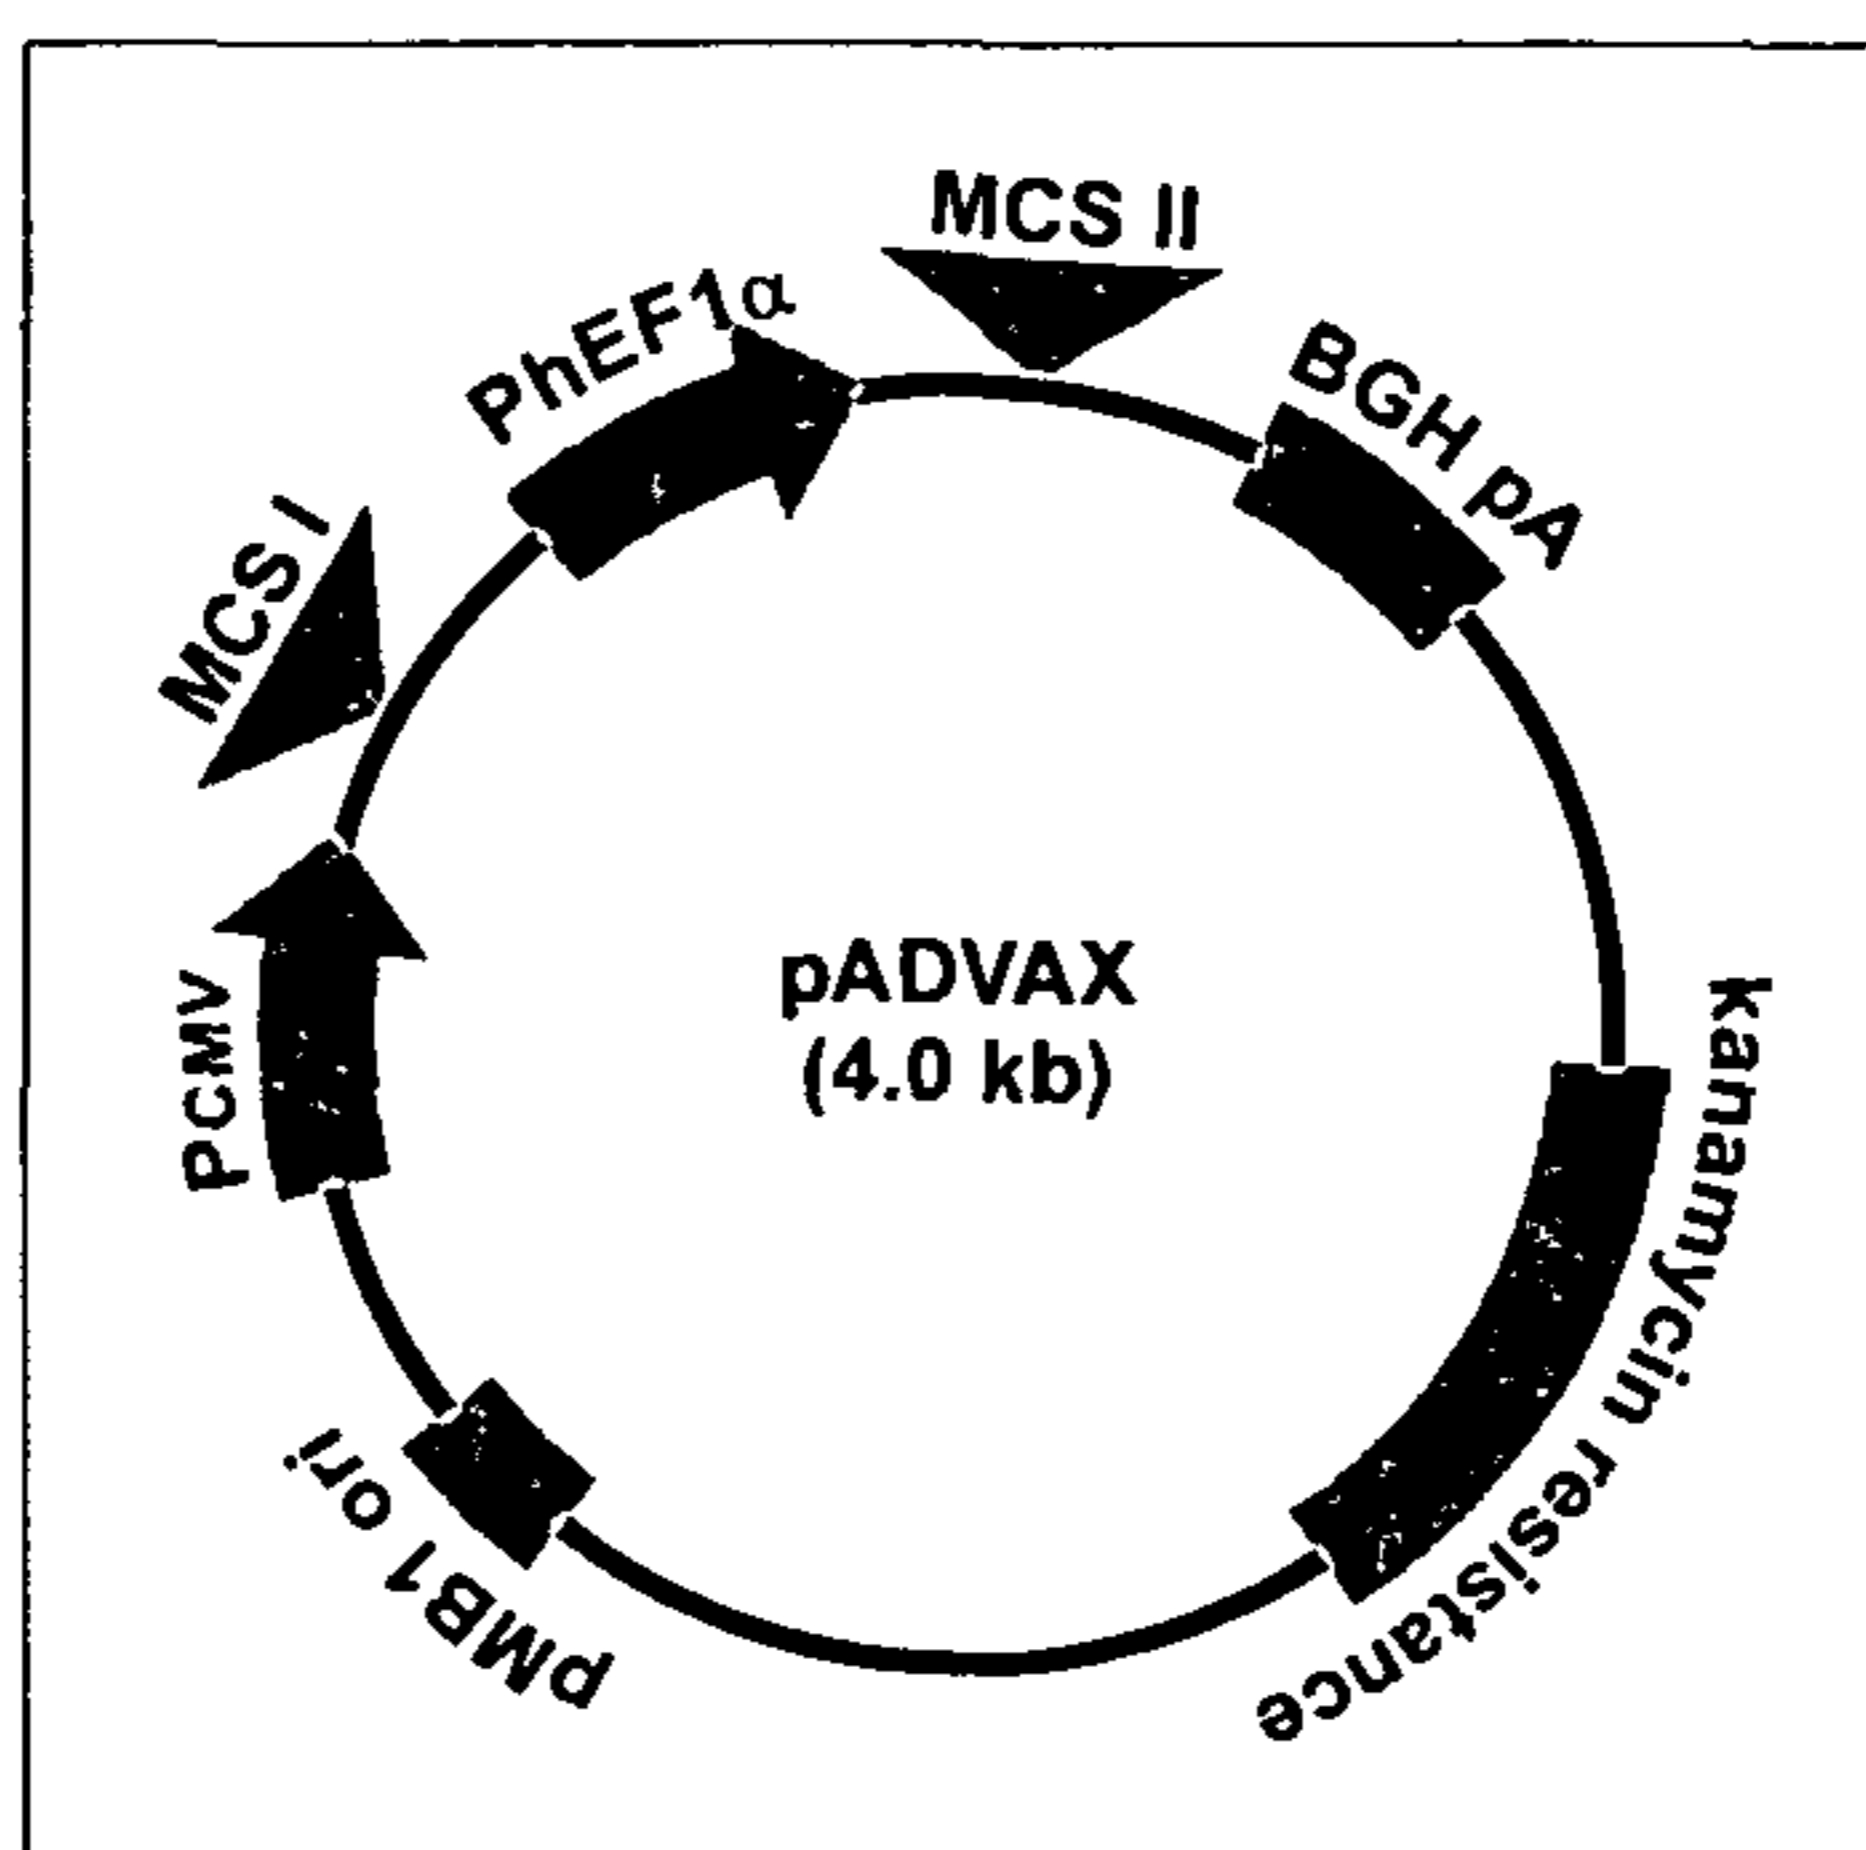 MCS II
PhEF1α
BGH pA
MCS I
pADVAX
(4.0 kb)
PCMV
kanamycin resistance
pMB1 ori